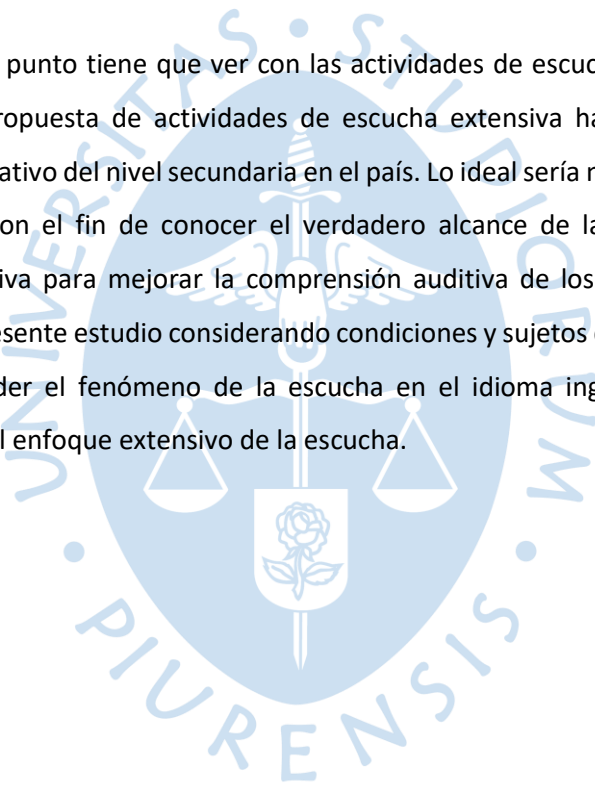 punto tiene que ver con las actividades de escuc
ropuesta de actividades de escucha extensiva ha
ativo del nivel secundaria en el país. Lo ideal sería r
on el fin de conocer el verdadero alcance de la
iva para mejorar la comprensión auditiva de los
esente estudio considerando condiciones y sujetos
der el fenómeno de la escucha en el idioma ing
l enfoque extensivo de la escucha.
UNIVERSITAS • STUDIORUM • PIURENSIS •